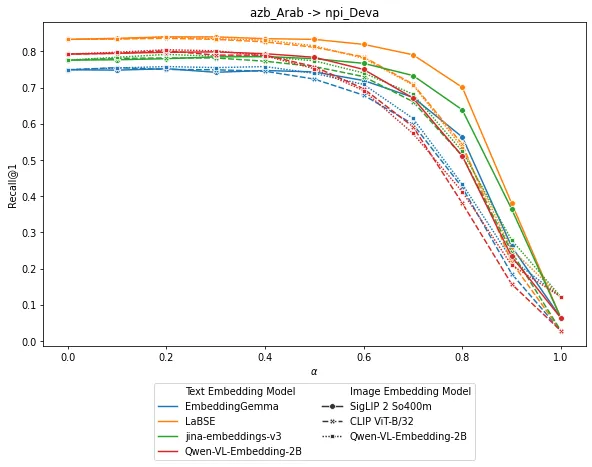 azb_Arab -> npi_Deva
Recall@1
0.8
0.7
0.6
0.5
0.4
0.3
0.2
0.1
0.0
0.0 0.2 0.4 0.6 0.8 1.0
α
Text Embedding Model
EmbeddingGemma
LaBSE
jina-embeddings-v3
Qwen-VL-Embedding-2B
Image Embedding Model
SigLIP 2 So400m
CLIP ViT-B/32
Qwen-VL-Embedding-2B